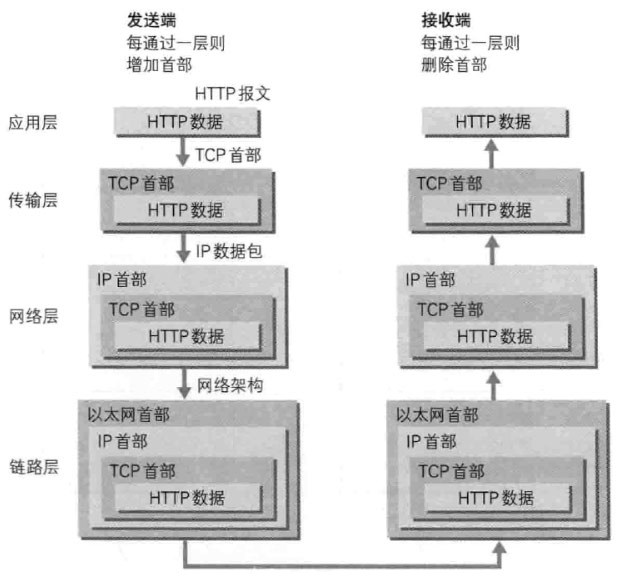 发送端
每通过一层则
增加首部
接收端
每通过一层则
删除首部
HTTP 报文
应用层
HTTP 数据
HTTP 数据
TCP 首部
传输层
TCP 首部
HTTP 数据
TCP 首部
HTTP 数据
IP 数据包
网络层
IP 首部
TCP 首部
HTTP 数据
IP 首部
TCP 首部
HTTP 数据
网络架构
链路层
以太网首部
IP 首部
TCP 首部
HTTP 数据
以太网首部
IP 首部
TCP 首部
HTTP 数据